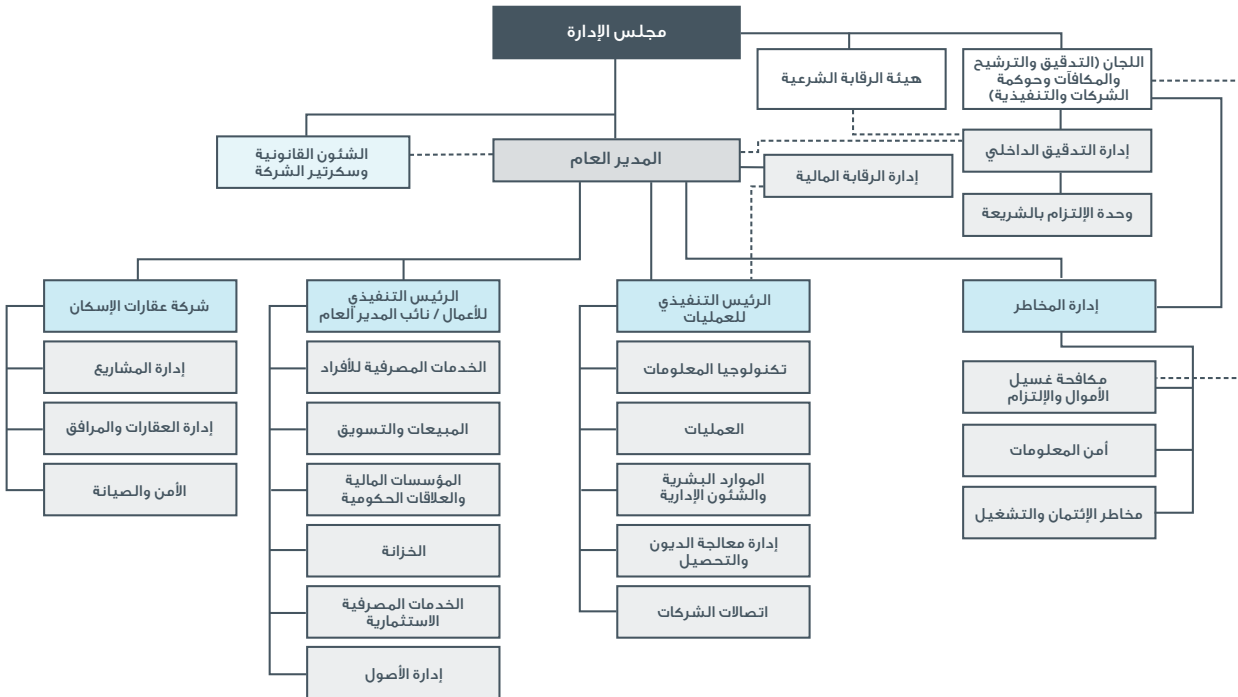 مجلس الإدارة
هيئة الرقابة الشرعية
اللجان (التدقيق والترشيح
والمكافآت وحوكمة
الشركات والتنفيذية)
إدارة التدقيق الداخلي
وحدة الإلتزام بالشريعة
المدير العام
إدارة الرقابة المالية
الشئون القانونية
وسكرتير الشركة
إدارة المخاطر
مكافحة غسيل
الأموال والإلتزام
أمن المعلومات
مخاطر الإئتمان والتشغيل
الرئيس التنفيذي
للعمليات
تكنولوجيا المعلومات
العمليات
الموارد البشرية
والشئون الإدارية
إدارة معالجة الديون
والتحصيل
اتصالات الشركات
الرئيس التنفيذي
للأعمال / نائب المدير العام
الخدمات المصرفية للأفراد
المبيعات والتسويق
المؤسسات المالية
والعلاقات الحكومية
الخزانة
الخدمات المصرفية
الاستثمارية
إدارة الأصول
شركة عقارات الإسكان
إدارة المشاريع
إدارة العقارات والمرافق
الأمن والصيانة